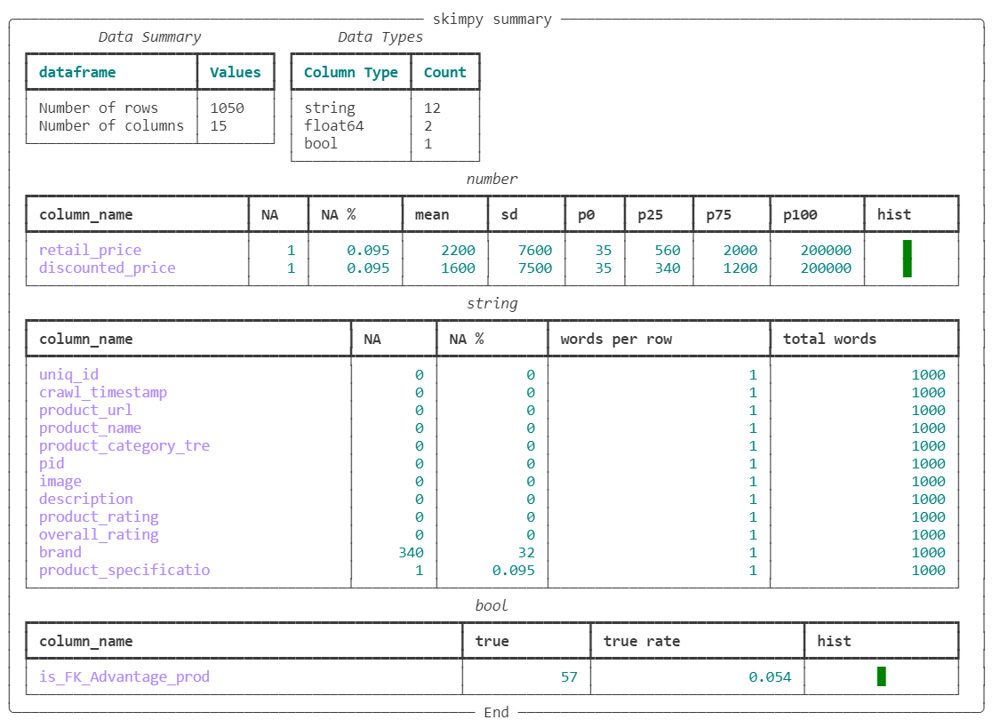 skimpy summary
Data Summary Data Types
dataframe Values Column Type Count
Number of rows 1050 string 12
Number of columns 15 float64 2
bool 1
number
column_name NA NA % mean sd p0 p25 p75 p100 hist
retail_price 1 0.095 2200 7600 35 560 2000 200000
discounted_price 1 0.095 1600 7500 35 340 1200 200000
string
column_name NA NA % words per row total words
uniq_id 0 0 1 1000
crawl_timestamp 0 0 1 1000
product_url 0 0 1 1000
product_name 0 0 1 1000
product_category_tre 0 0 1 1000
pid 0 0 1 1000
image 0 0 1 1000
description 0 0 1 1000
product_rating 0 0 1 1000
overall_rating 0 0 1 1000
brand 340 32 1 1000
product_specificatio 1 0.095 1 1000
bool
column_name true true rate hist
is_FK_Advantage_prod 57 0.054
End